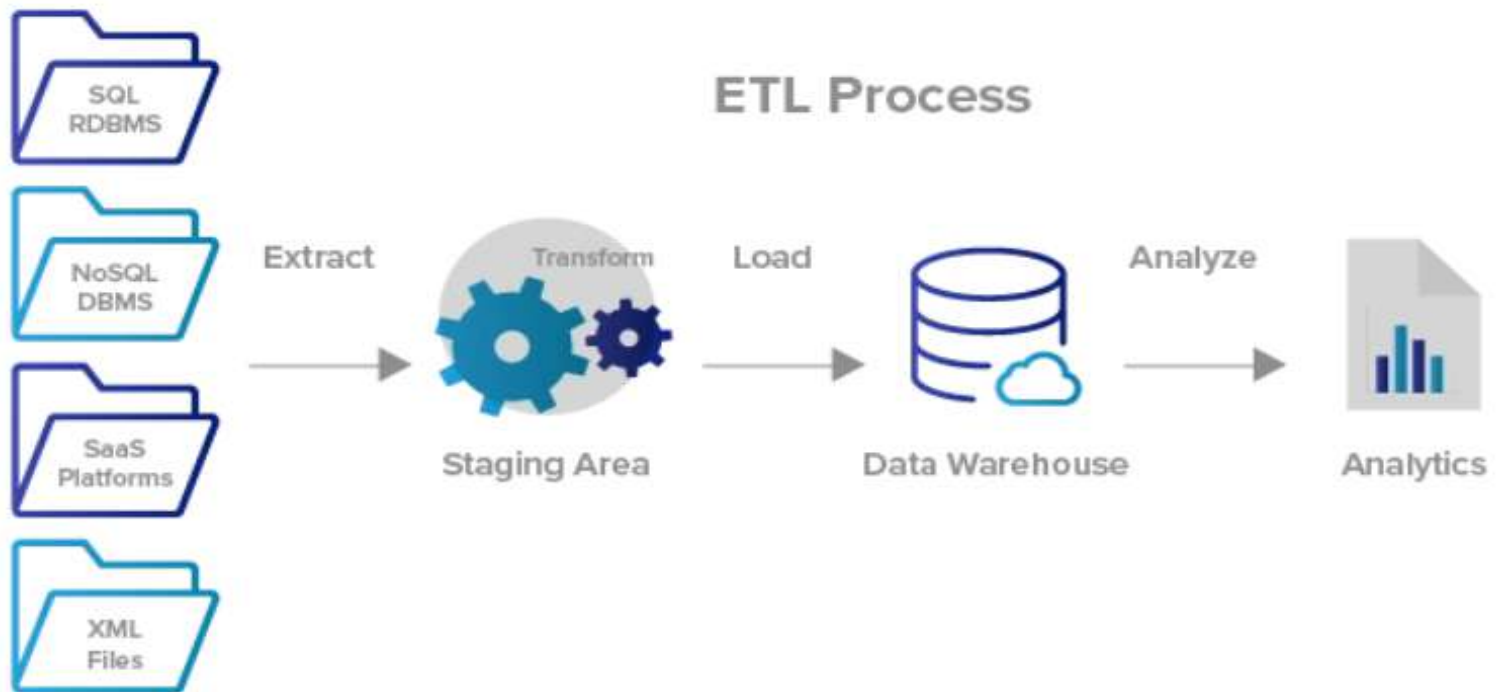 SQL
RDBMS
ETL Process
NoSQL
DBMS
Extract
Transform
Load
Analyze
SaaS
Platforms
Staging Area
Data Warehouse
Analytics
XML
Files